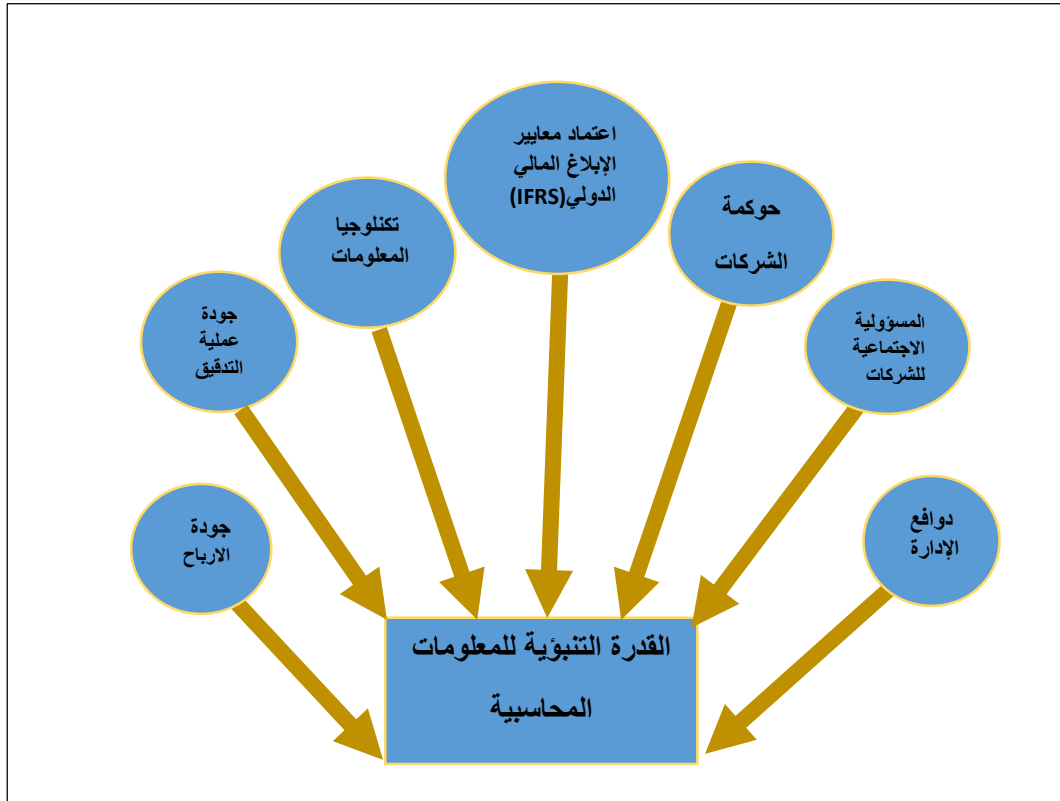 اعتماد معايير
الإبلاغ المالي
الدولي(IFRS)
حوكمة
الشركات
تكنلوجيا
المعلومات
المسؤولية
الاجتماعية
للشركات
جودة
عملية
التدقيق
دوافع
الإدارة
جودة
الارباح
القدرة التنبؤية للمعلومات
المحاسبية